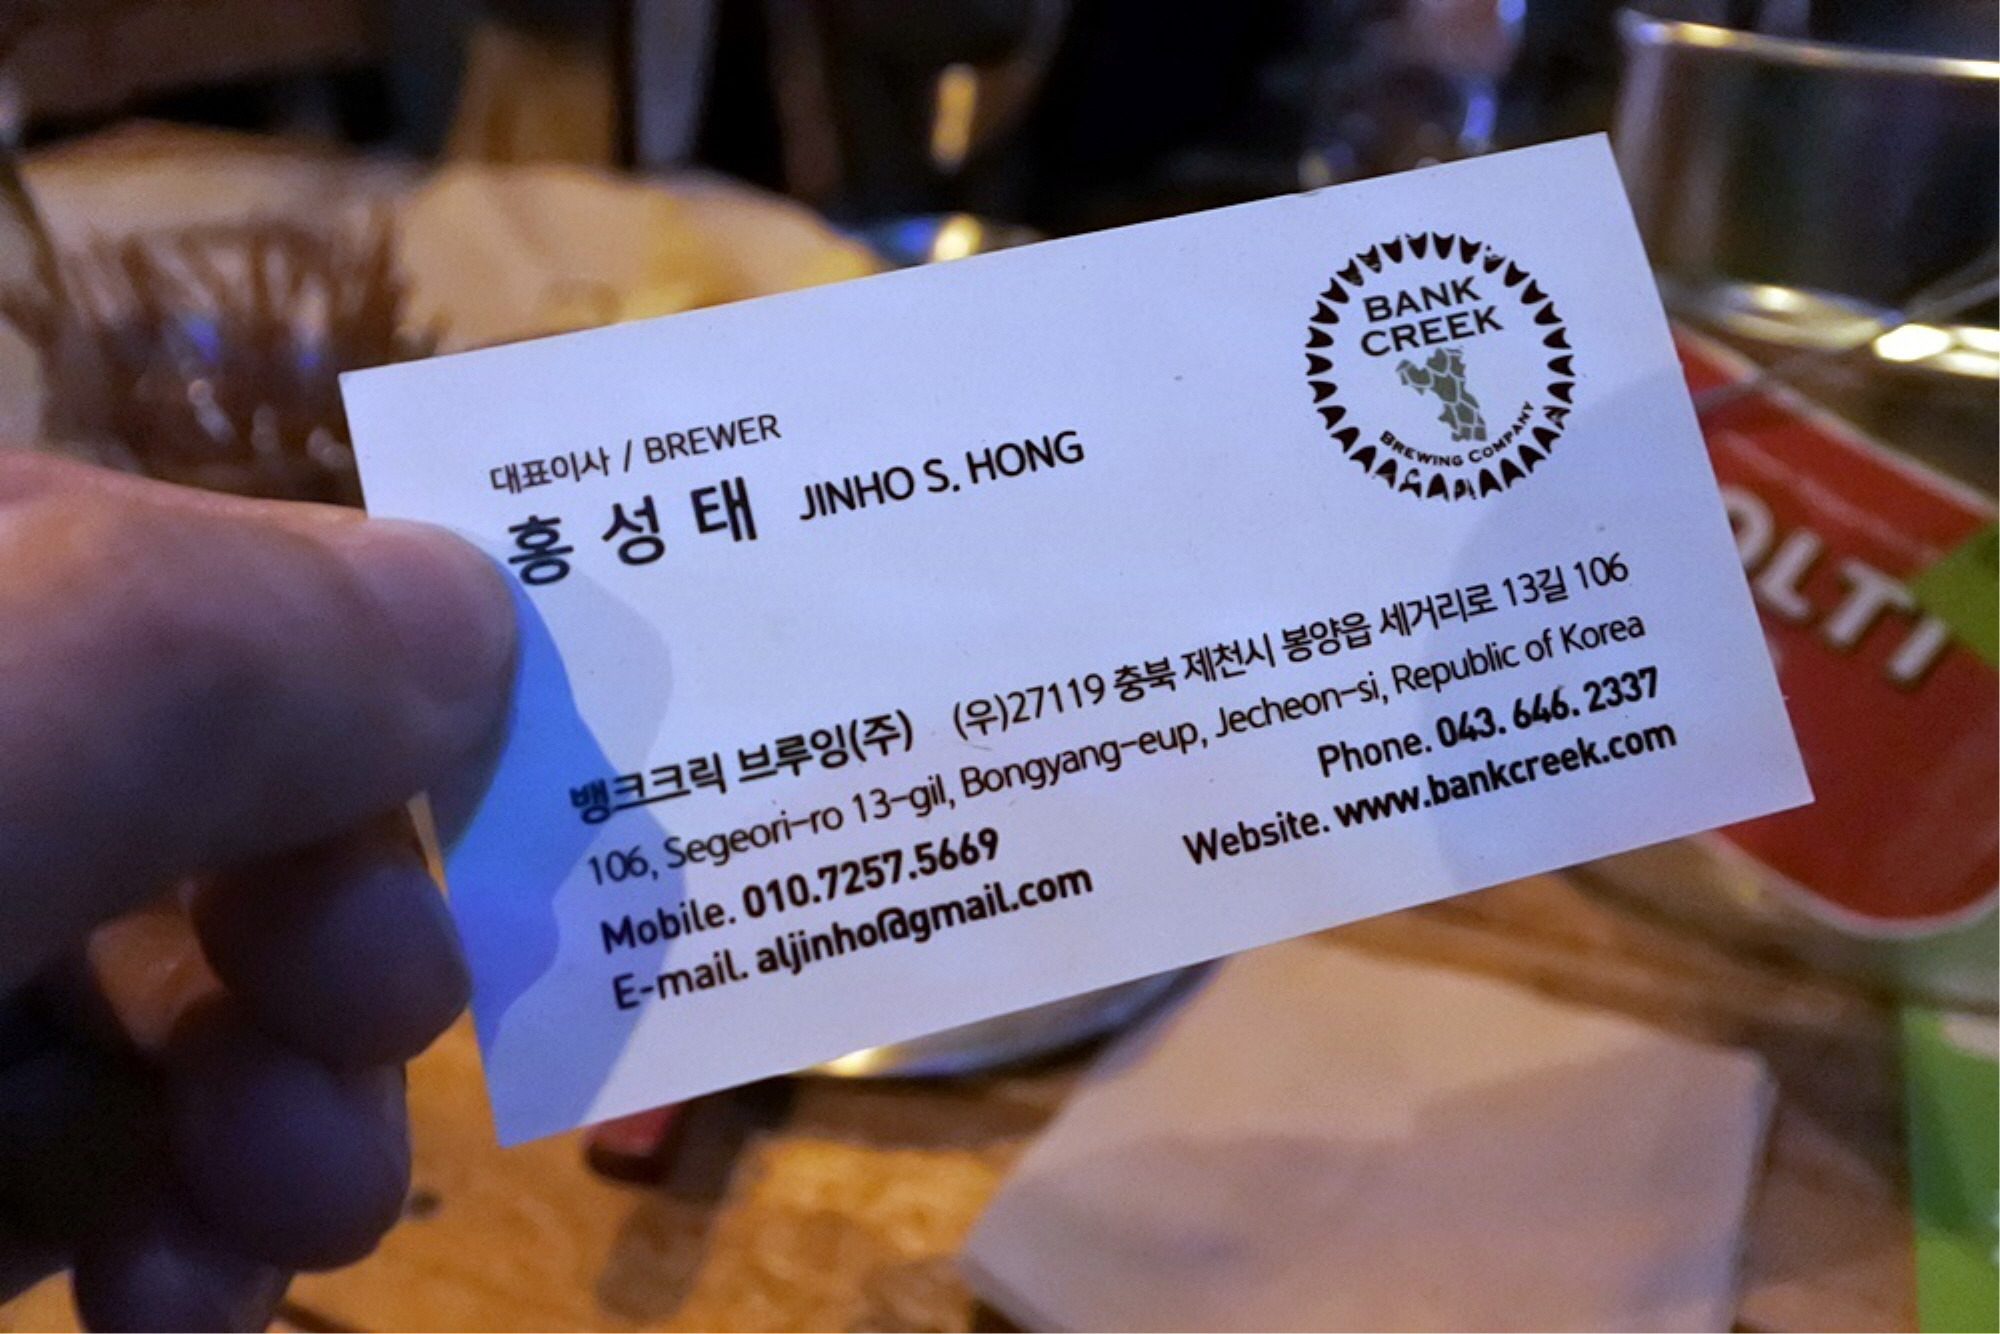 BANK
CREEK
BREWING COMPANY
대표이사 / BREWER
홍 성 태 JINHO S. HONG
뱅크크릭 브루잉(주) (우)27119 충북 제천시 봉양읍 세거리로 13길 106
106, Segeori-ro 13-gil, Bongyang-eup, Jecheon-si, Republic of Korea
Mobile. 010.7257.5669 Phone. 043. 646. 2337
E-mail. aljinho@gmail.com Website. www.bankcreek.com
OLTI